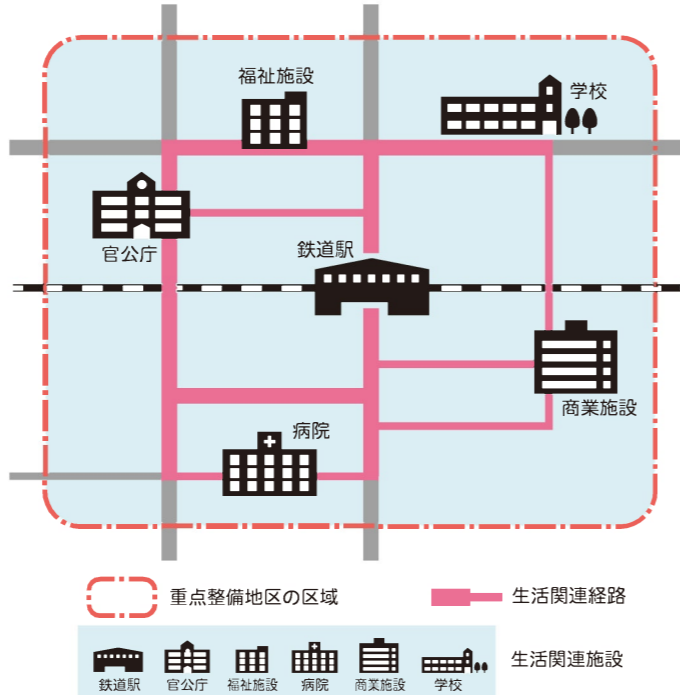 福祉施設
学校
官公庁
鉄道駅
商業施設
病院
重点整備地区の区域
生活関連経路
鉄道駅 官公庁 福祉施設 病院 商業施設 学校
生活関連施設